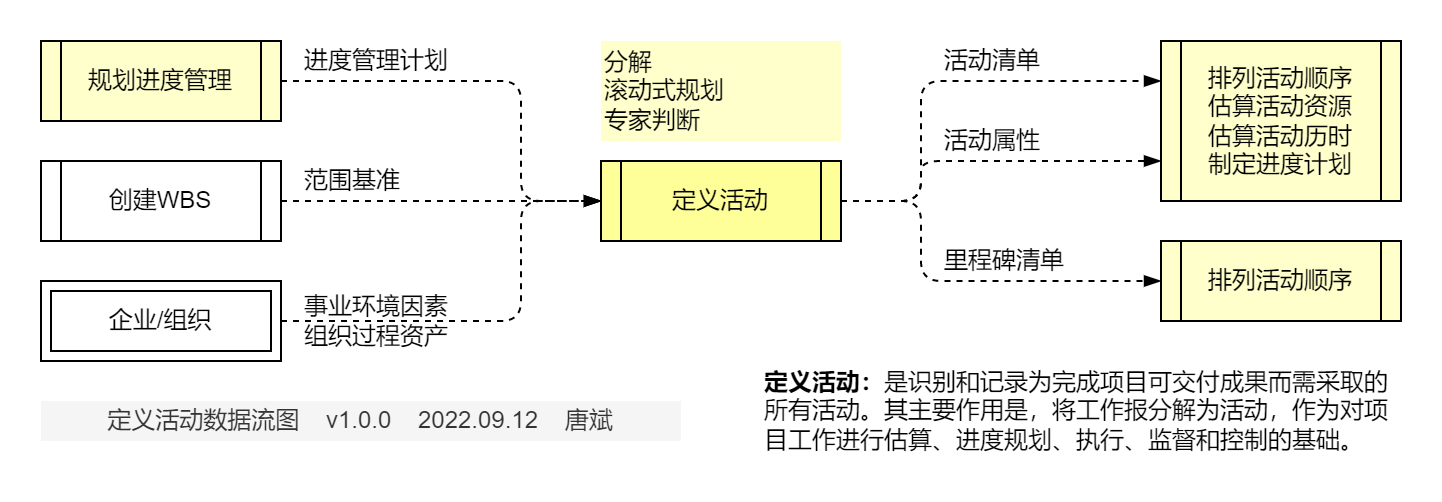 规划进度管理
进度管理计划
创建WBS
范围基准
企业/组织
事业环境因素
组织过程资产
分解
滚动式规划
专家判断
定义活动
活动清单
活动属性
里程碑清单
排列活动顺序
估算活动资源
估算活动历时
制定进度计划
排列活动顺序
定义活动数据流图 v1.0.0 2022.09.12 唐斌
定义活动：是识别和记录为完成项目可交付成果而需采取的
所有活动。其主要作用是，将工作报分解为活动，作为对项
目工作进行估算、进度规划、执行、监督和控制的基础。